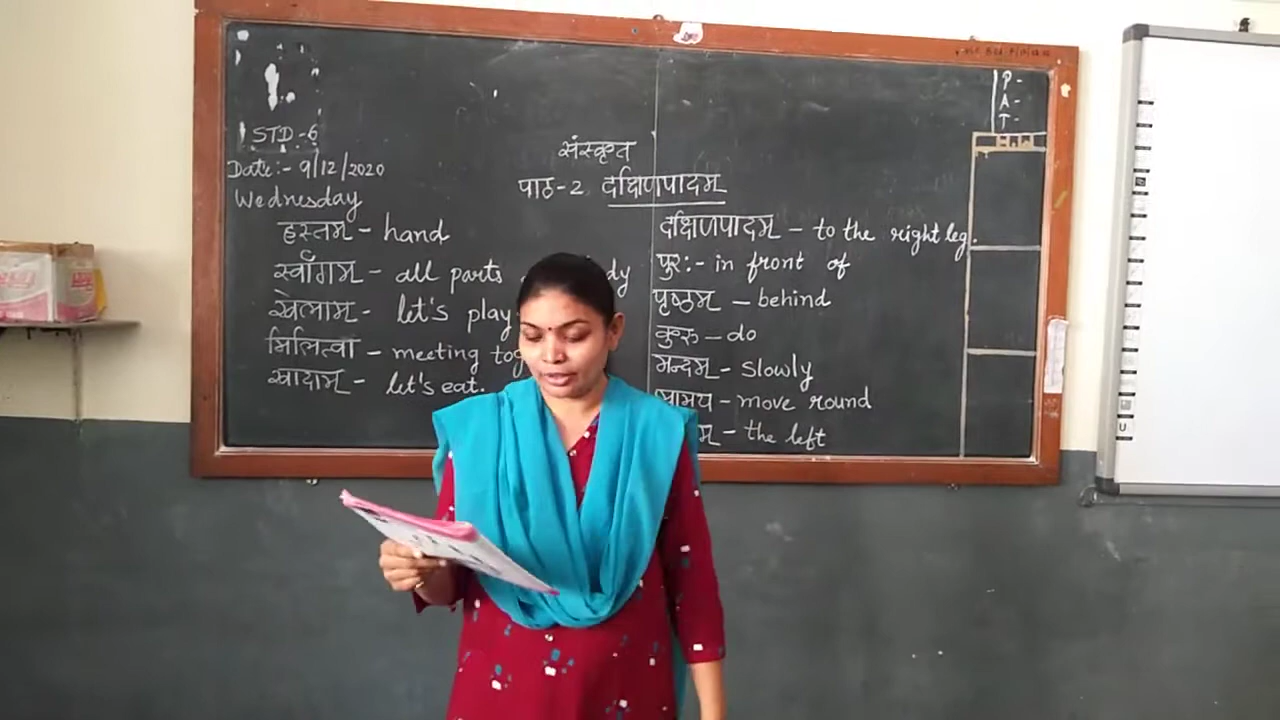 STD-6
Date:- 9/12/2020
Wednesday
संस्कृत
पाठ-2 दक्षिणपादम्
हस्तम् - hand
स्वाँगम् - all parts
खेलाम् - let's play
मिलित्वा - meeting
खादाम् - let's eat.
दक्षिणपादम् - to the right leg.
पुर:- in front of
पृष्ठम् - behind
कुरु - do
मन्दम् - slowly
भ्रामय - move round
- the left
P-
A-
T-
U